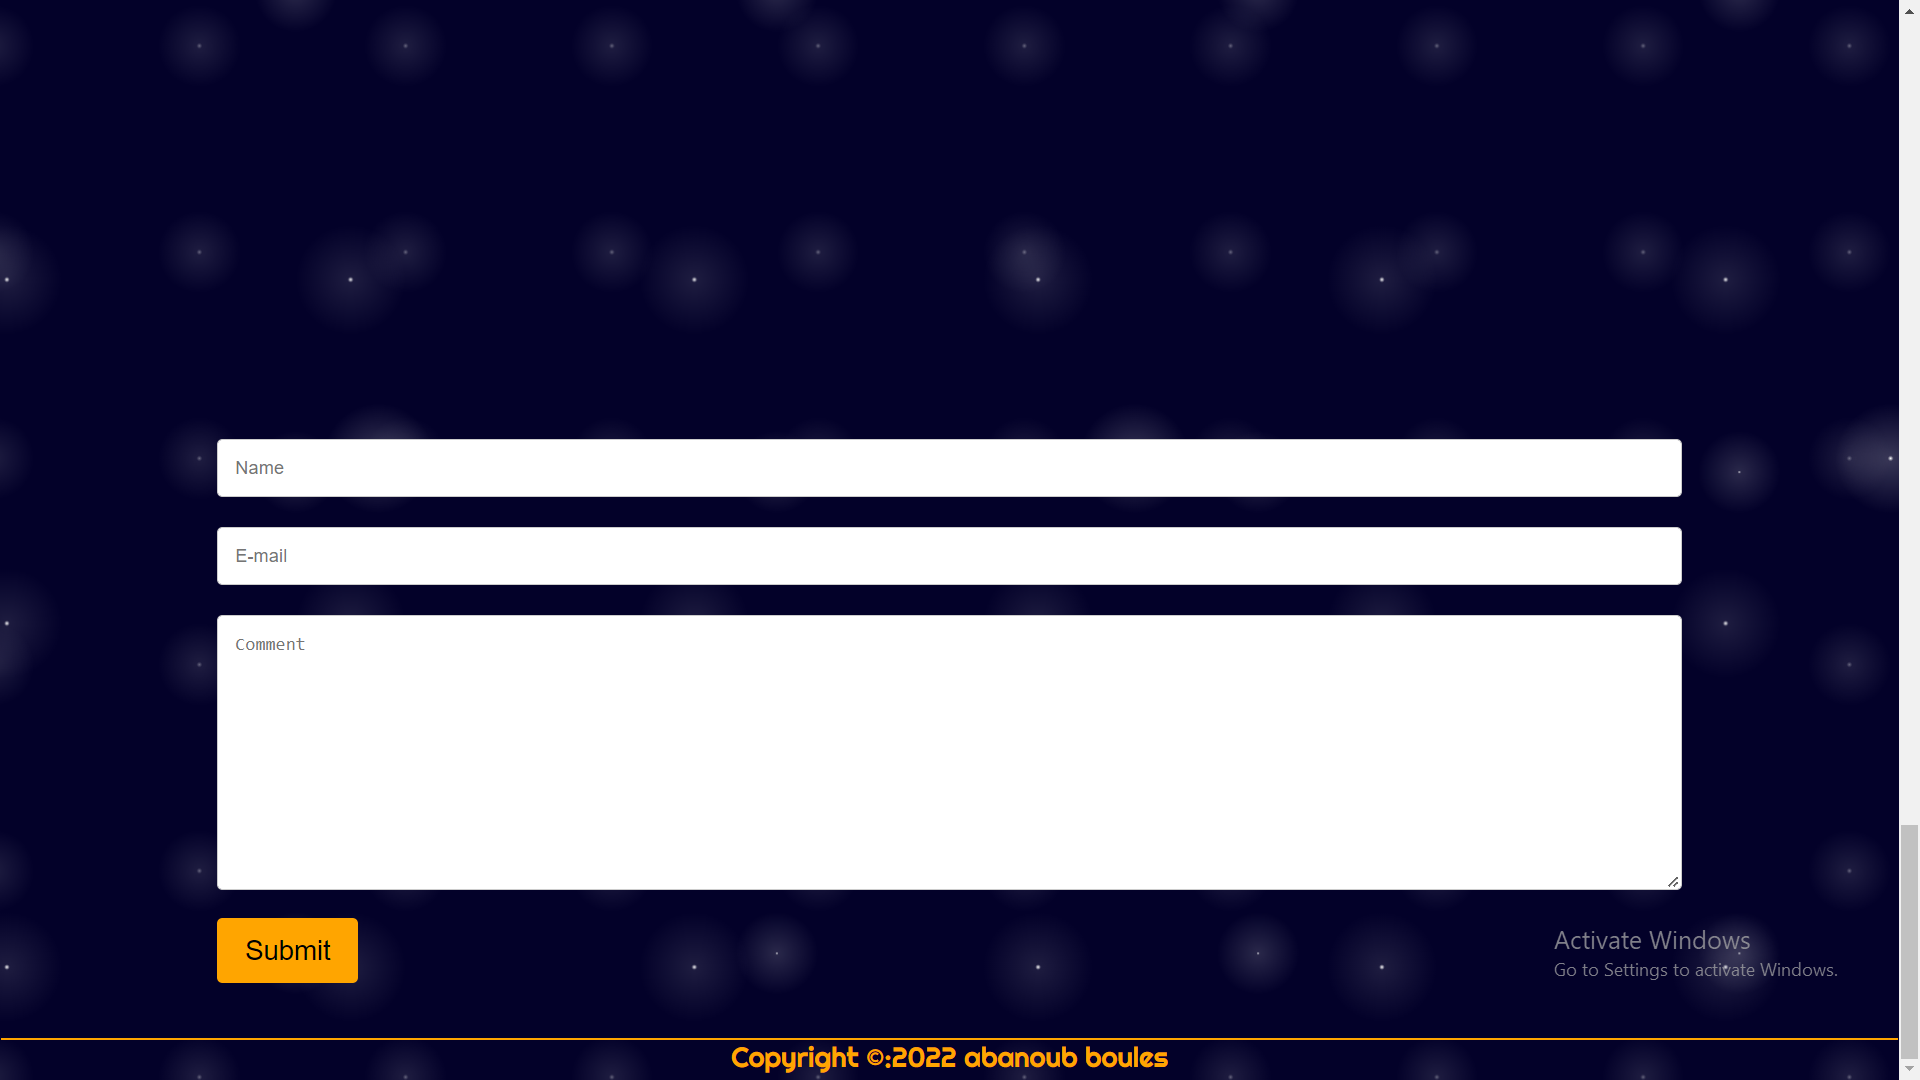 Name
E-mail
Comment
Submit
Activate Windows
Go to Settings to activate Windows.
Copyright ©:2022 abanoub boules